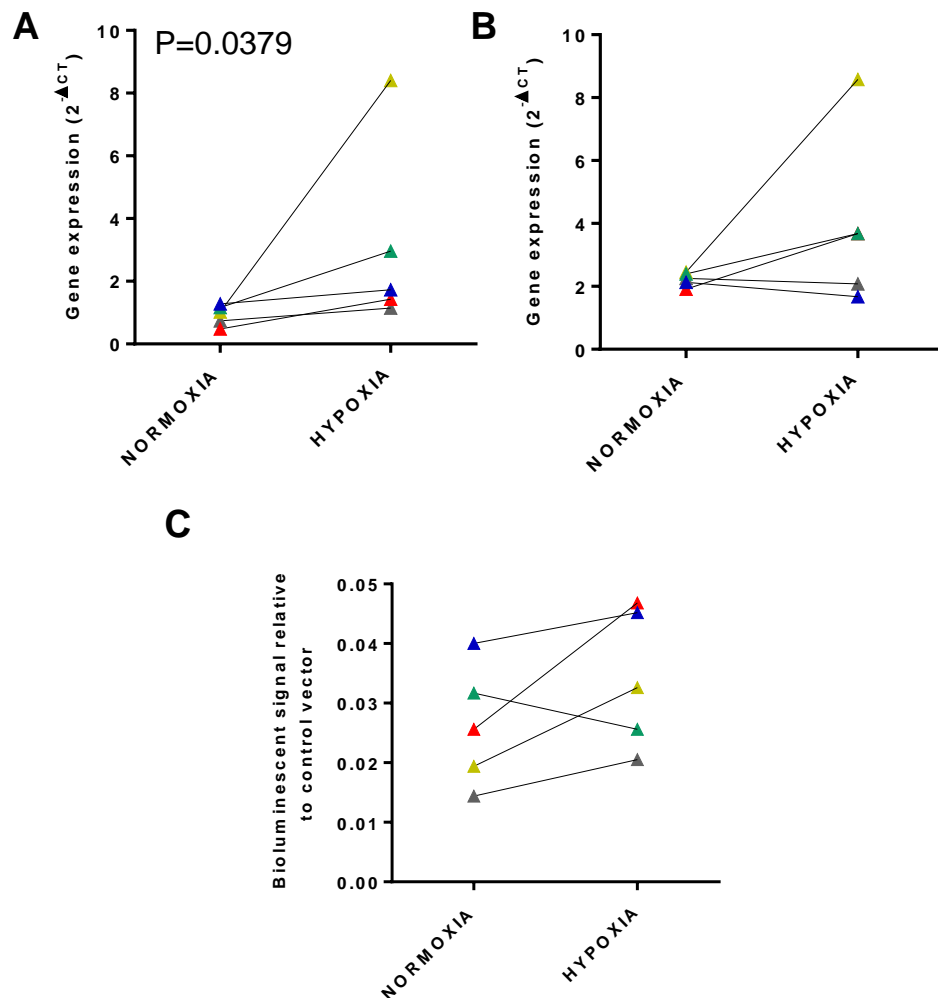 A
P=0.0379
Gene expression (2^-▲CT)
10
8
6
4
2
0
NORMOXIA
HYPOXIA
B
Gene expression (2^-▲CT)
10
8
6
4
2
0
NORMOXIA
HYPOXIA
C
Bioluminescent signal relative
to control vector
0.05
0.04
0.03
0.02
0.01
0.00
NORMOXIA
HYPOXIA